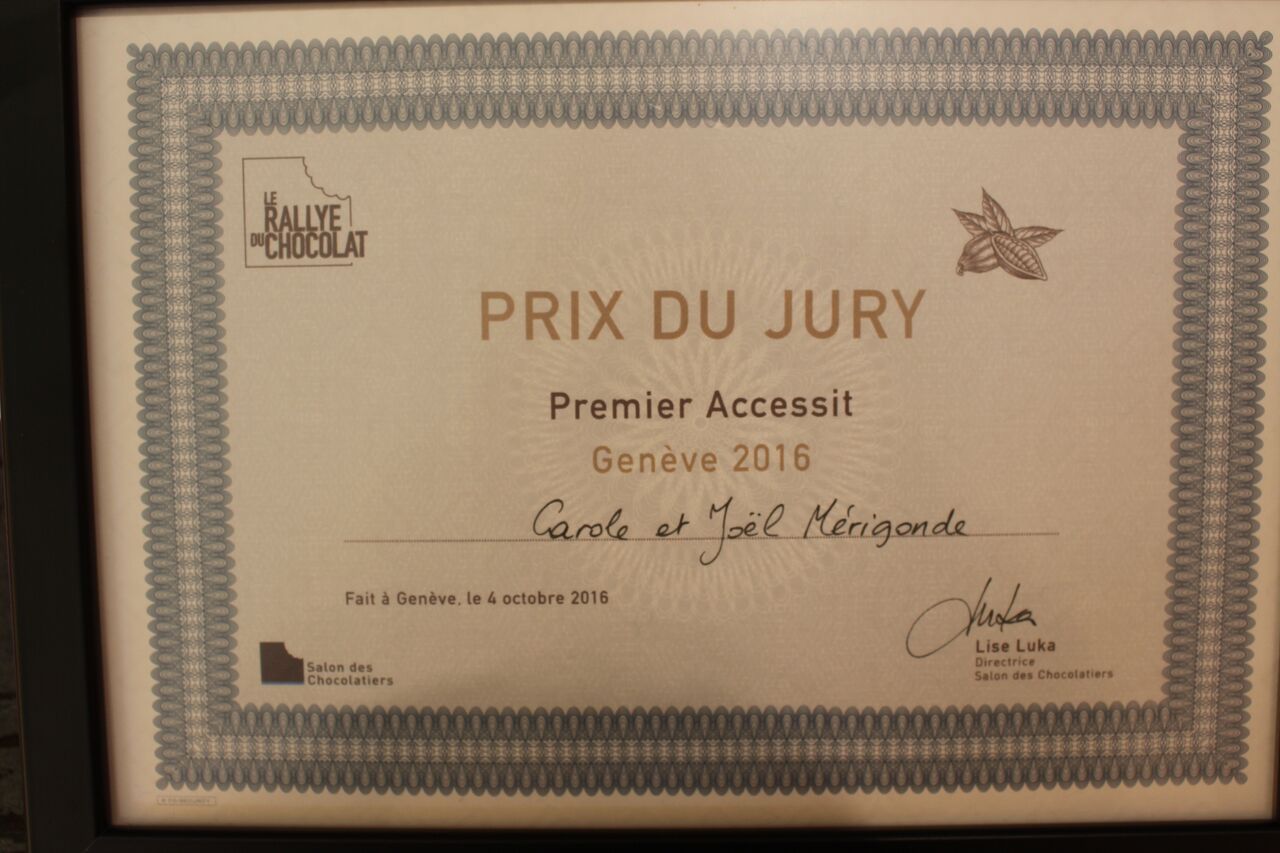 LE
RALLYE
DU CHOCOLAT
PRIX DU JURY
Premier Accessit
Genève 2016
Carole et Joël Mérigonde
Fait à Genève, le 4 octobre 2016
Luka
Lise Luka
Directrice
Salon des Chocolatiers
Salon des
Chocolatiers